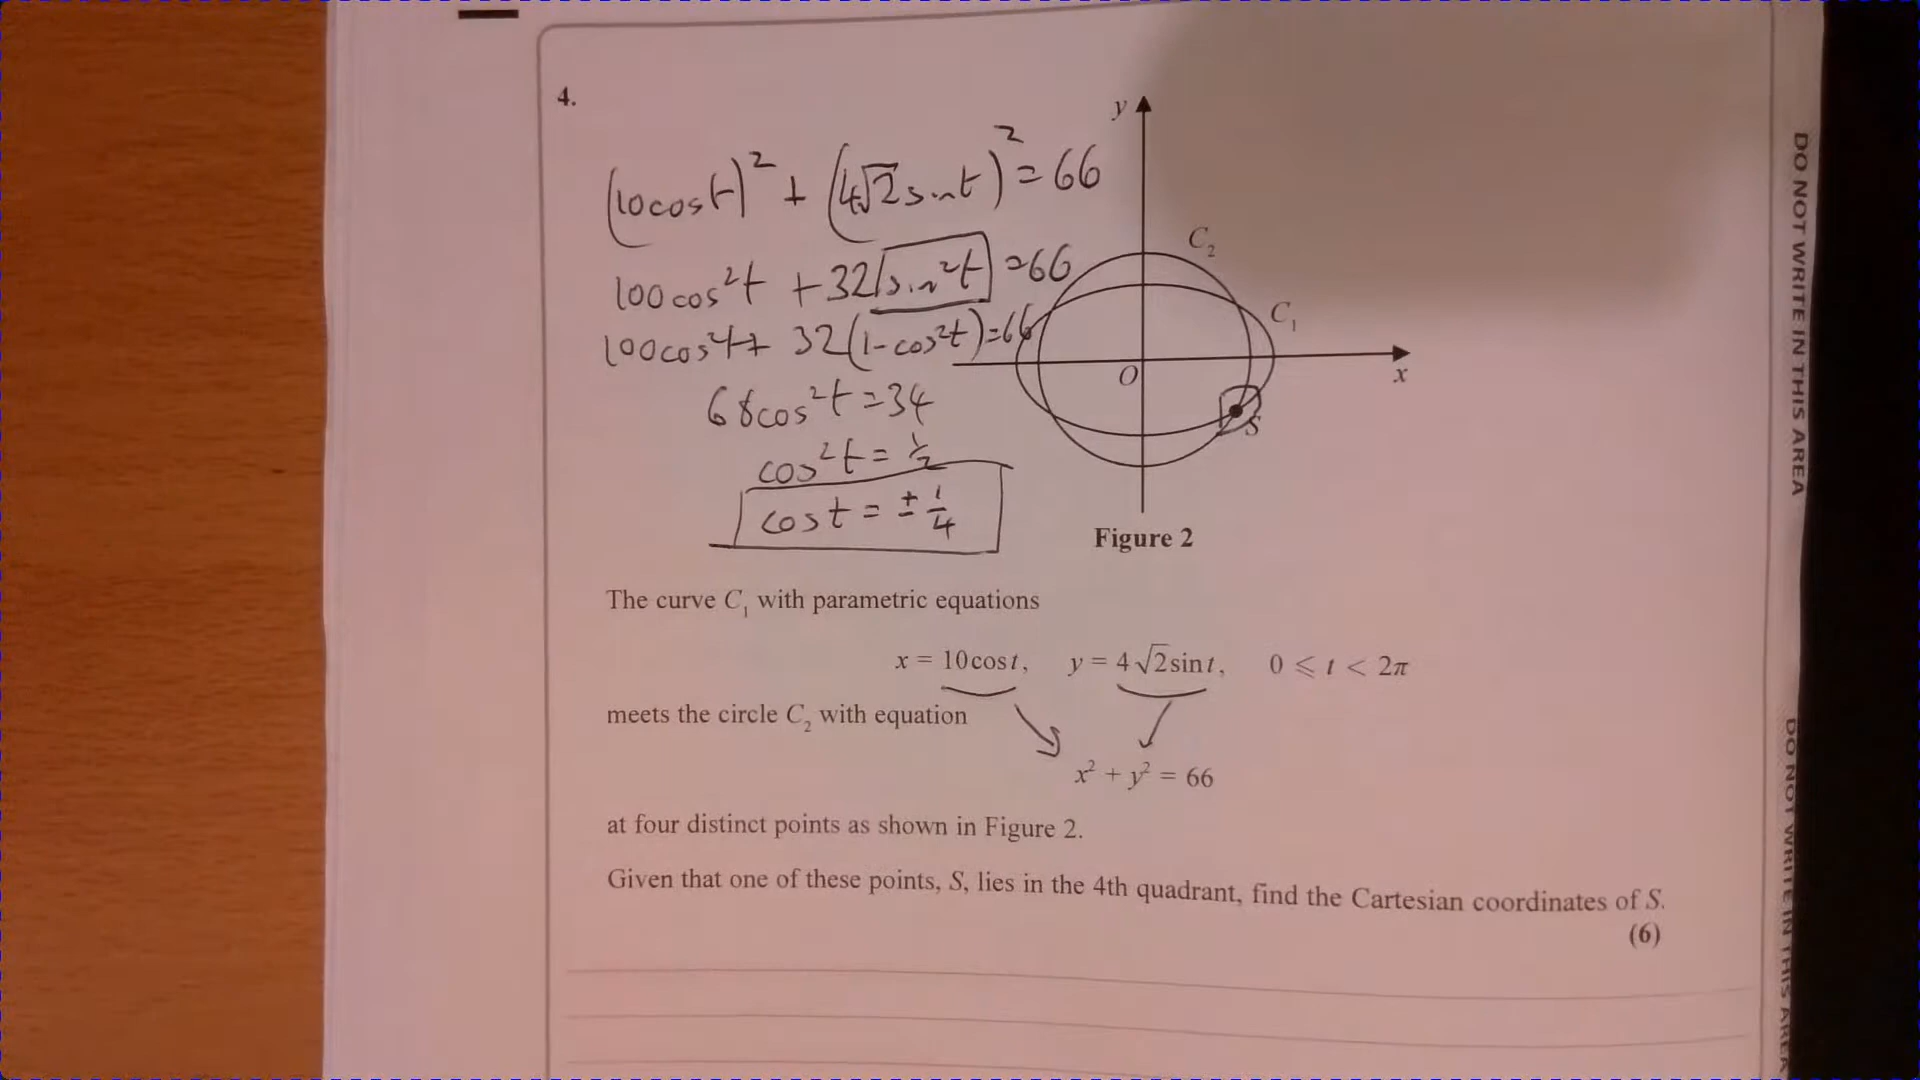 4.
(10cost)² + (4√2sint)² = 66
100cos²t + 32sin²t = 66
100cos²t + 32(1-cos²t)=66
68cos²t = 34
cos²t = ½
cost = ± 1/4
y
C₂
C₁
O
x
S
Figure 2
The curve C₁ with parametric equations
x = 10cost, y = 4√2sint, 0 ⩽ t < 2π
meets the circle C₂ with equation
x² + y² = 66
at four distinct points as shown in Figure 2.
Given that one of these points, S, lies in the 4th quadrant, find the Cartesian coordinates of S.
(6)
DO NOT WRITE IN THIS AREA
DO NOT WRITE IN THIS AREA